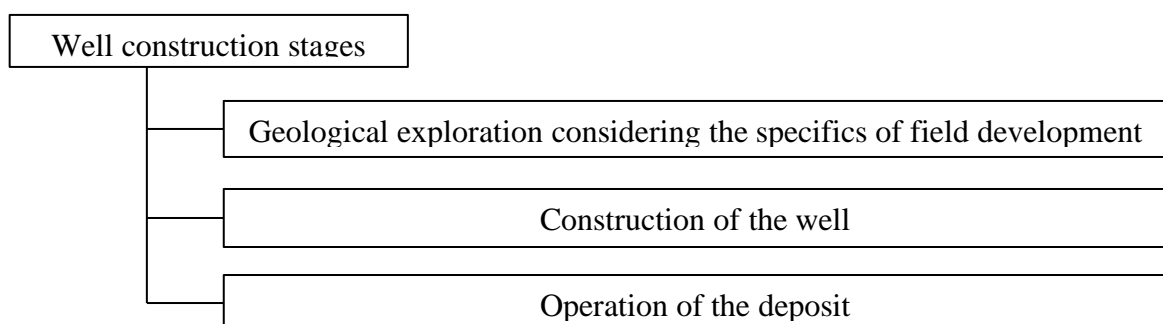 Well construction stages
Geological exploration considering the specifics of field development
Construction of the well
Operation of the deposit